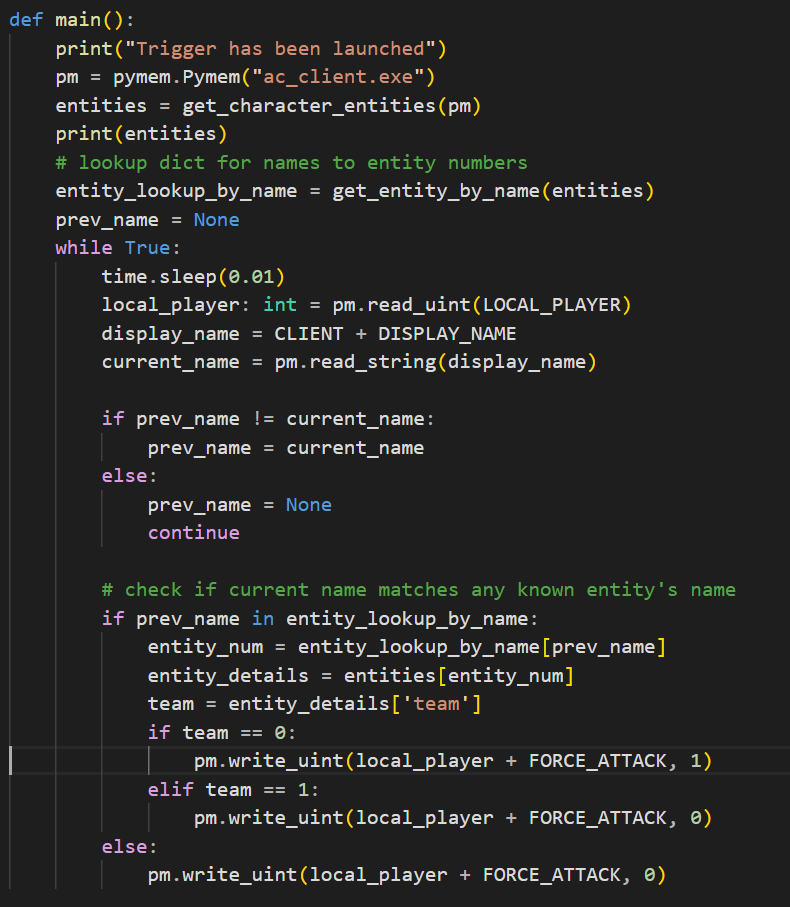 def main():
    print("Trigger has been launched")
    pm = pymem.Pymem("ac_client.exe")
    entities = get_character_entities(pm)
    print(entities)
    # lookup dict for names to entity numbers
    entity_lookup_by_name = get_entity_by_name(entities)
    prev_name = None
    while True:
        time.sleep(0.01)
        local_player: int = pm.read_uint(LOCAL_PLAYER)
        display_name = CLIENT + DISPLAY_NAME
        current_name = pm.read_string(display_name)

        if prev_name != current_name:
            prev_name = current_name
        else:
            prev_name = None
            continue

        # check if current name matches any known entity's name
        if prev_name in entity_lookup_by_name:
            entity_num = entity_lookup_by_name[prev_name]
            entity_details = entities[entity_num]
            team = entity_details['team']
            if team == 0:
                pm.write_uint(local_player + FORCE_ATTACK, 1)
            elif team == 1:
                pm.write_uint(local_player + FORCE_ATTACK, 0)
        else:
            pm.write_uint(local_player + FORCE_ATTACK, 0)